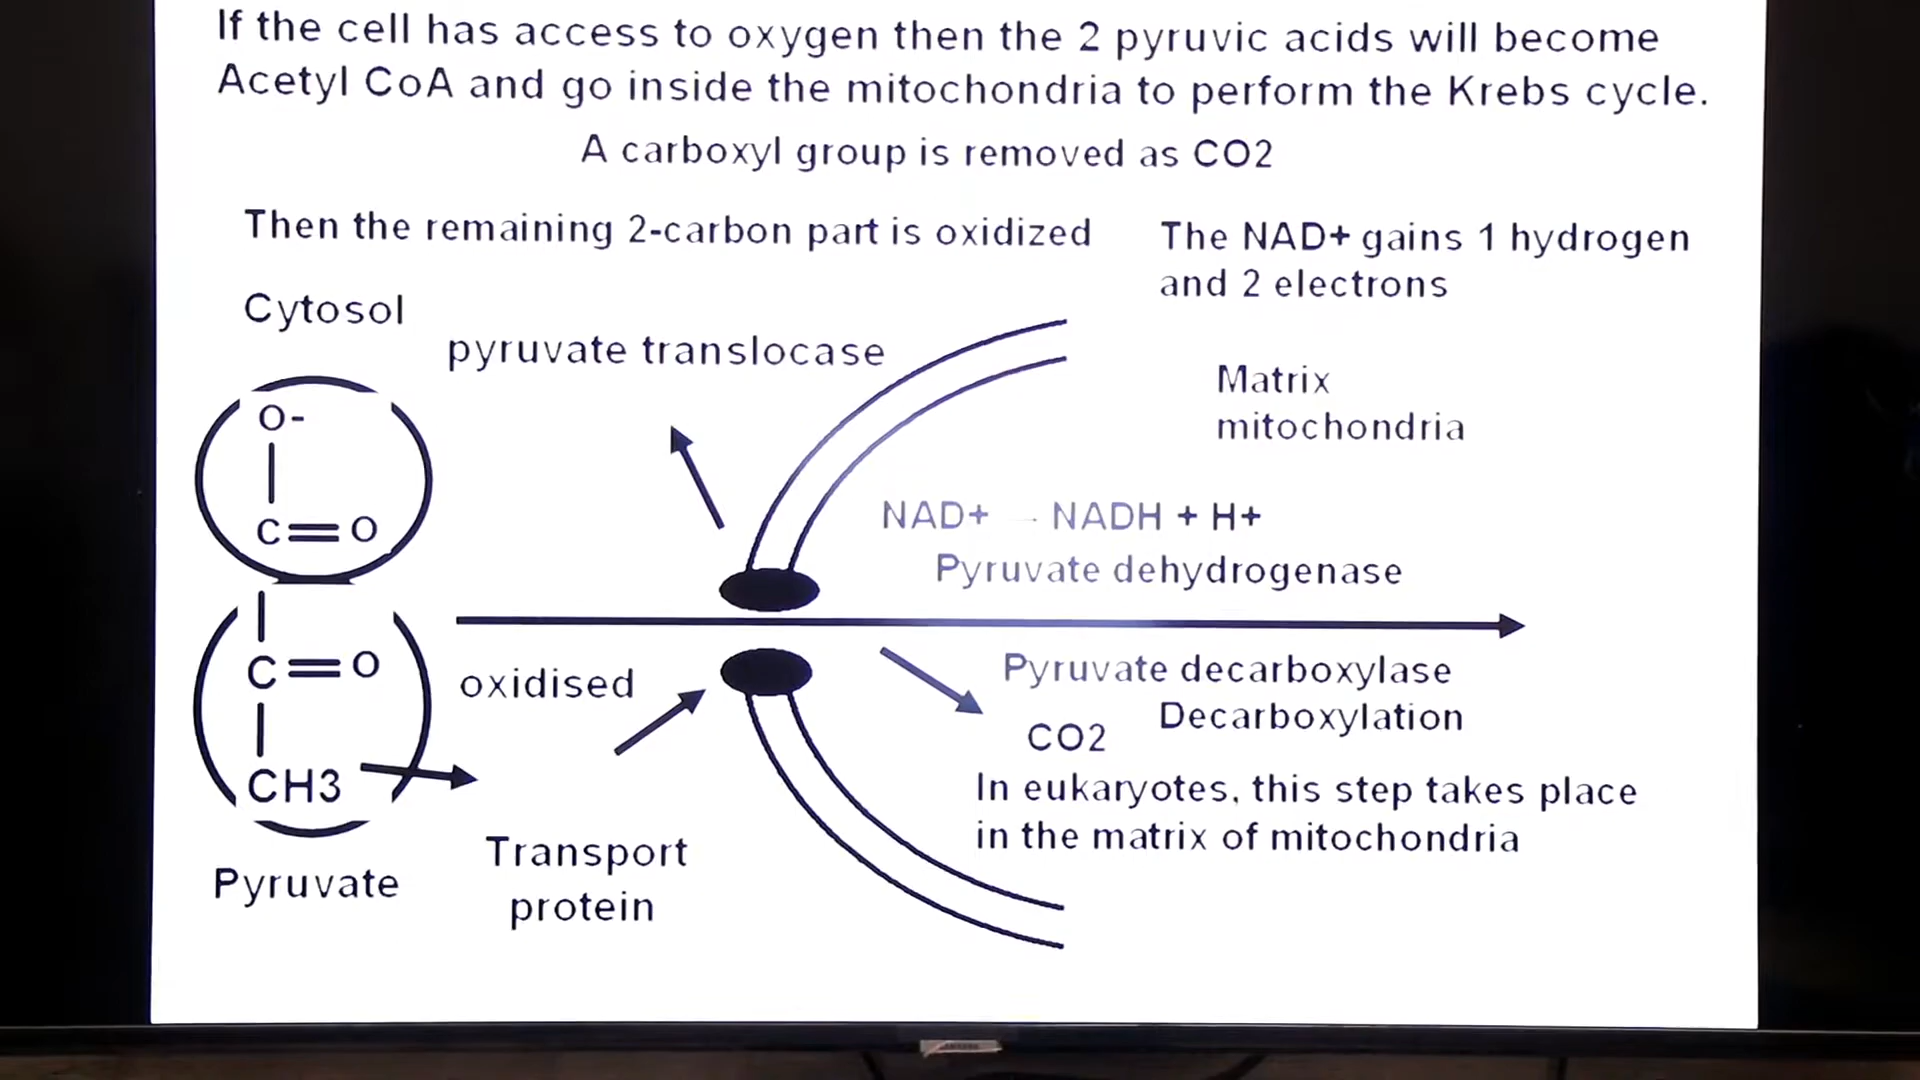 If the cell has access to oxygen then the 2 pyruvic acids will become
Acetyl CoA and go inside the mitochondria to perform the Krebs cycle.
A carboxyl group is removed as CO2
Then the remaining 2-carbon part is oxidized
The NAD+ gains 1 hydrogen
and 2 electrons
Cytosol
pyruvate translocase
Matrix
mitochondria
O-
C=O
NAD+ NADH + H+
Pyruvate dehydrogenase
C=O
oxidised
Pyruvate decarboxylase
Decarboxylation
CO2
CH3
In eukaryotes, this step takes place
in the matrix of mitochondria
Transport
protein
Pyruvate
SAMSUNG